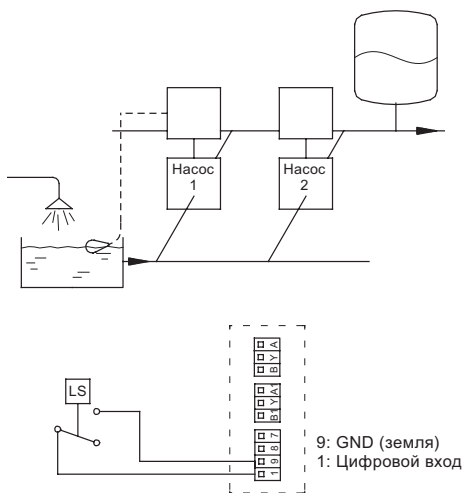 Насос
1
Насос
2
LS
A
Y
B
A1
Y
B1
7
8
9
1
9: GND (земля)
1: Цифровой вход